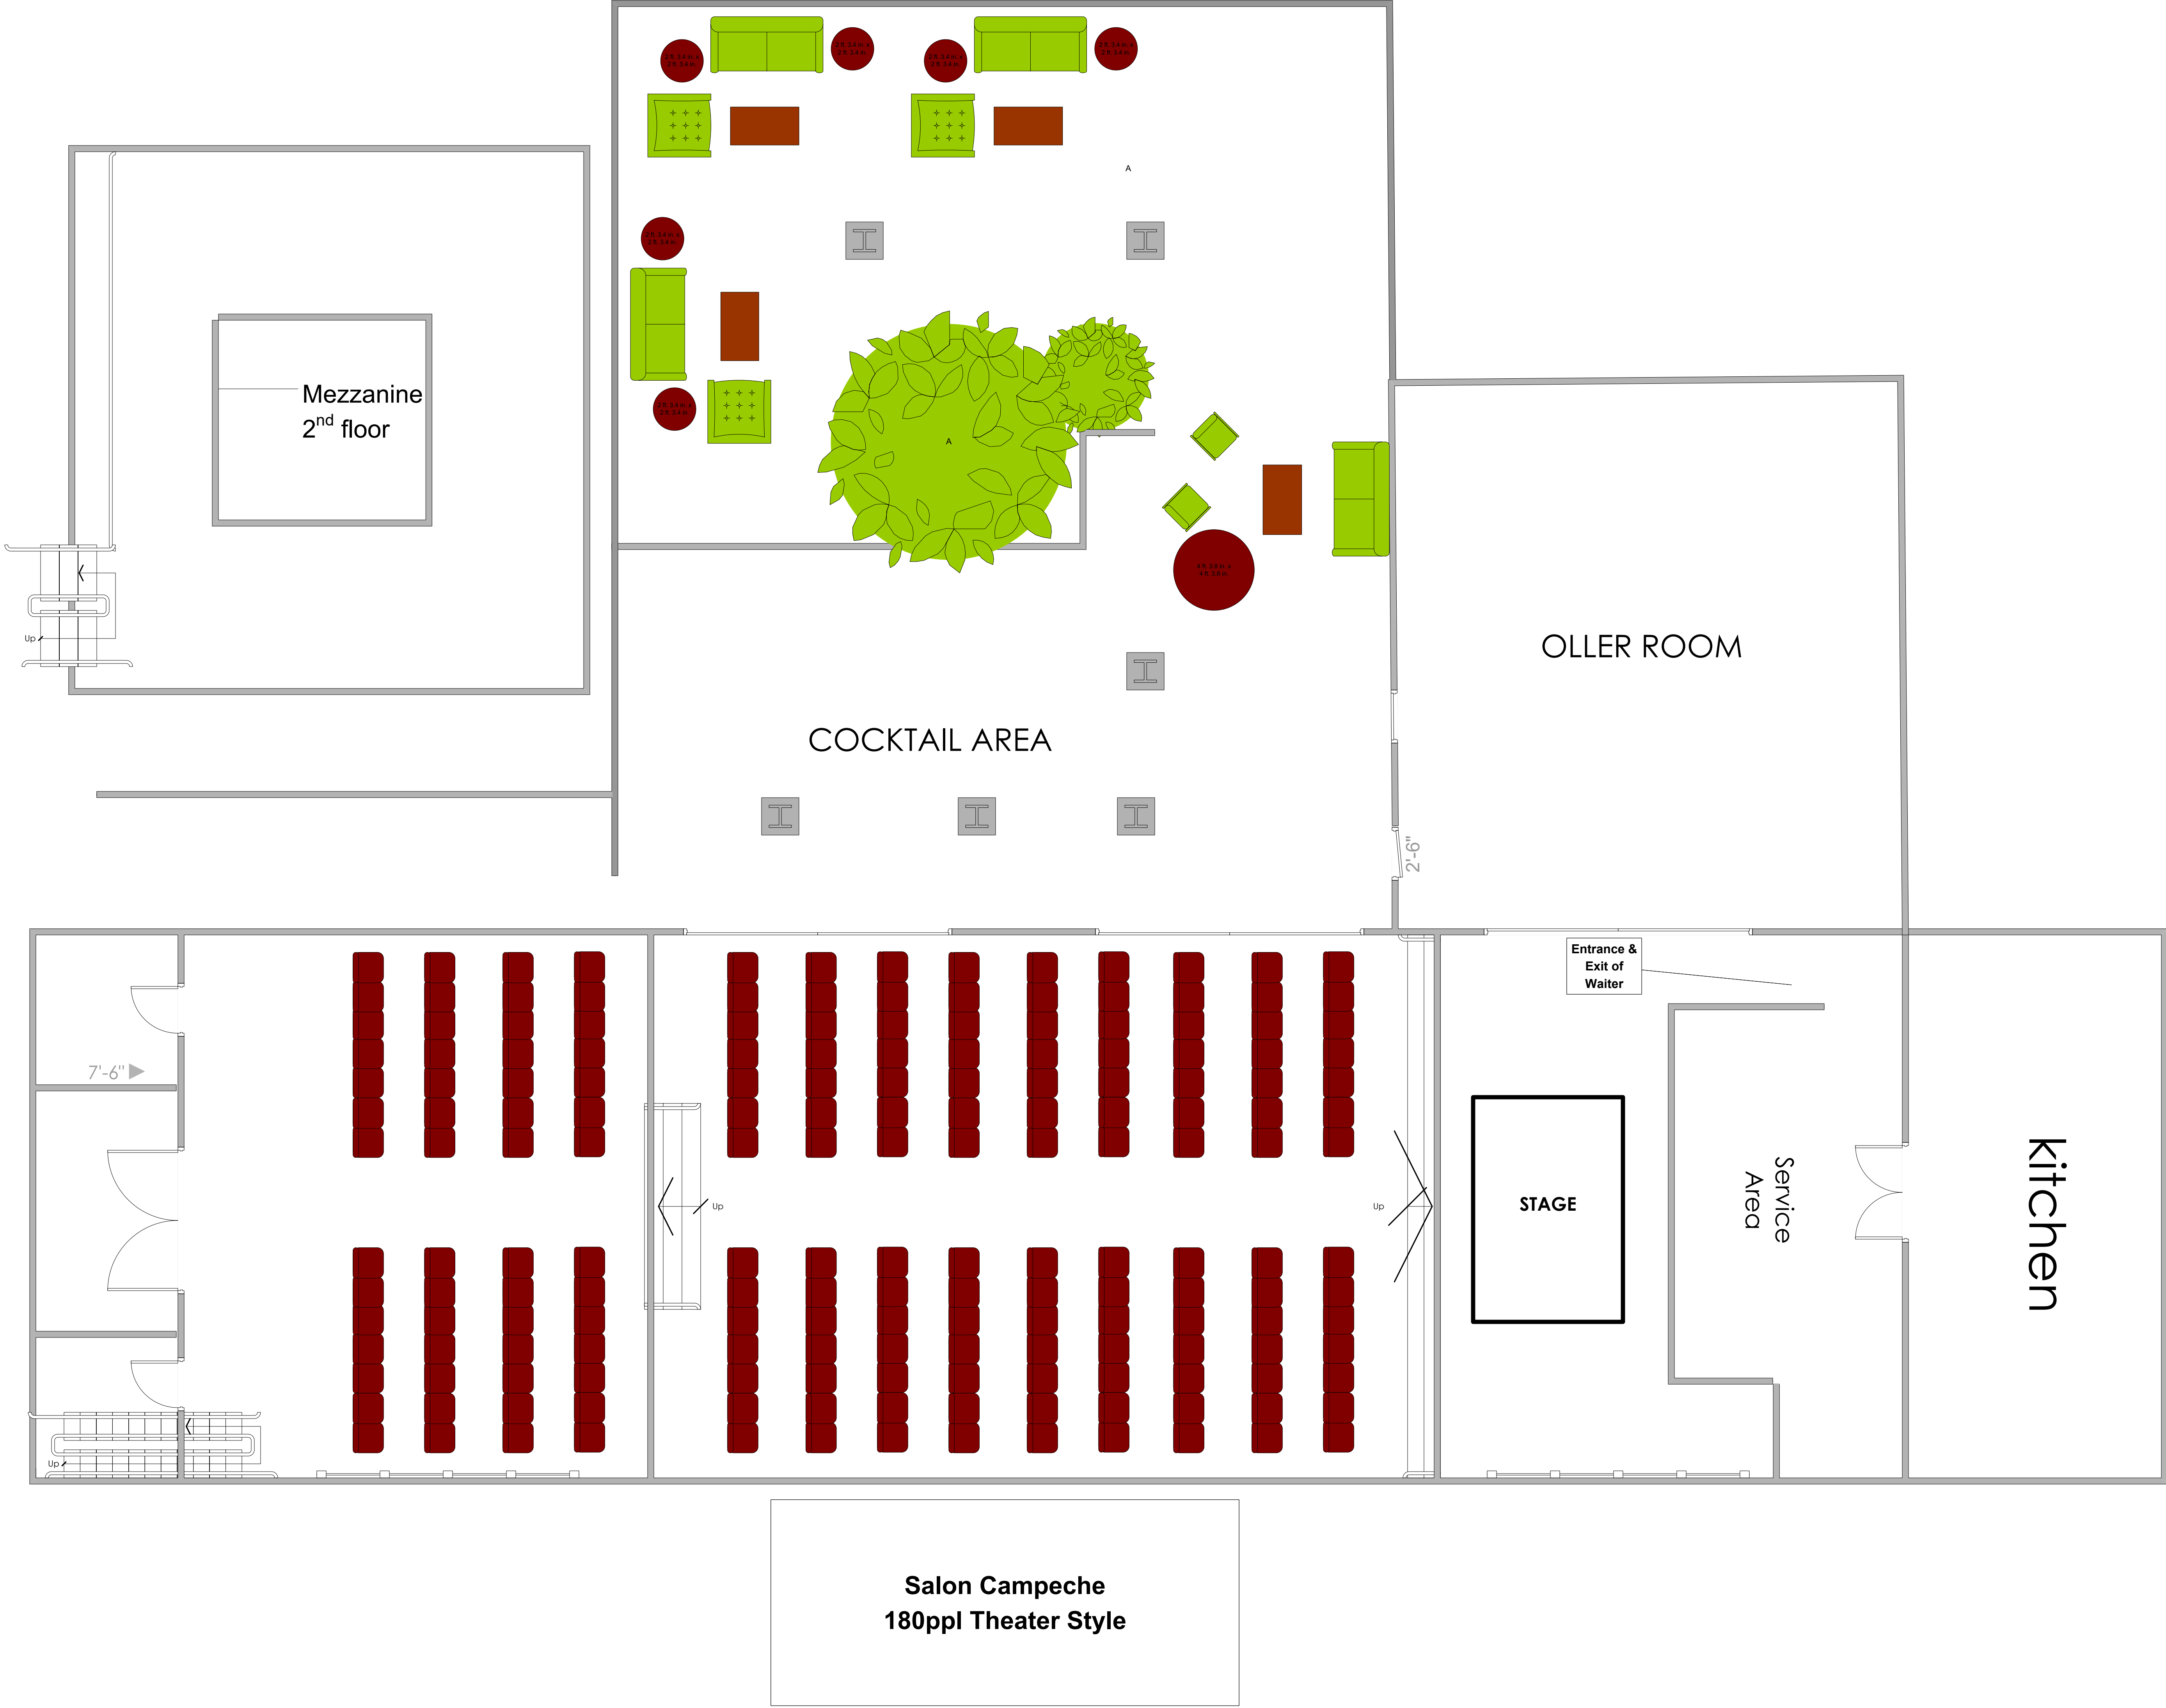 A
Mezzanine
2nd floor
A
Up
OLLER ROOM
COCKTAIL AREA
2'-6"
Entrance &
Exit of
Waiter
7'-6"
STAGE
Service
Area
Kitchen
Up
Up
Up
Salon Campeche
180ppl Theater Style